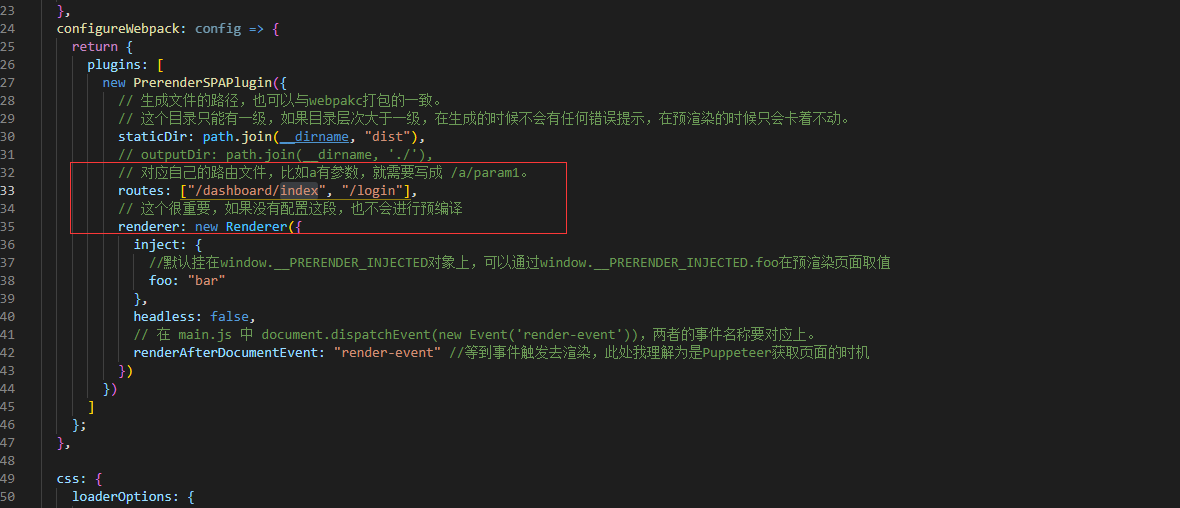 23 },
24 configureWebpack: config => {
25 return {
26 plugins: [
27 new PrerenderSPAPlugin({
28 // 生成文件的路径，也可以与webpakc打包的一致。
29 // 这个目录只能有一级，如果目录层次大于一级，在生成的时候不会有任何错误提示，在预渲染的时候只会卡着不动。
30 staticDir: path.join(__dirname, "dist"),
31 // outputDir: path.join(__dirname, './'),
32 // 对应自己的路由文件，比如a有参数，就需要写成 /a/param1。
33 routes: ["/dashboard/index", "/login"],
34 // 这个很重要，如果没有配置这段，也不会进行预编译
35 renderer: new Renderer({
36 inject: {
37 //默认挂在window.__PRERENDER_INJECTED对象上，可以通过window.__PRERENDER_INJECTED.foo在预渲染页面取值
38 foo: "bar"
39 },
40 headless: false,
41 // 在 main.js 中 document.dispatchEvent(new Event('render-event'))，两者的事件名称要对应上。
42 renderAfterDocumentEvent: "render-event" //等到事件触发去渲染，此处我理解为是Puppeteer获取页面的时机
43 })
44 })
45 ]
46 };
47 },
48
49 css: {
50 loaderOptions: {